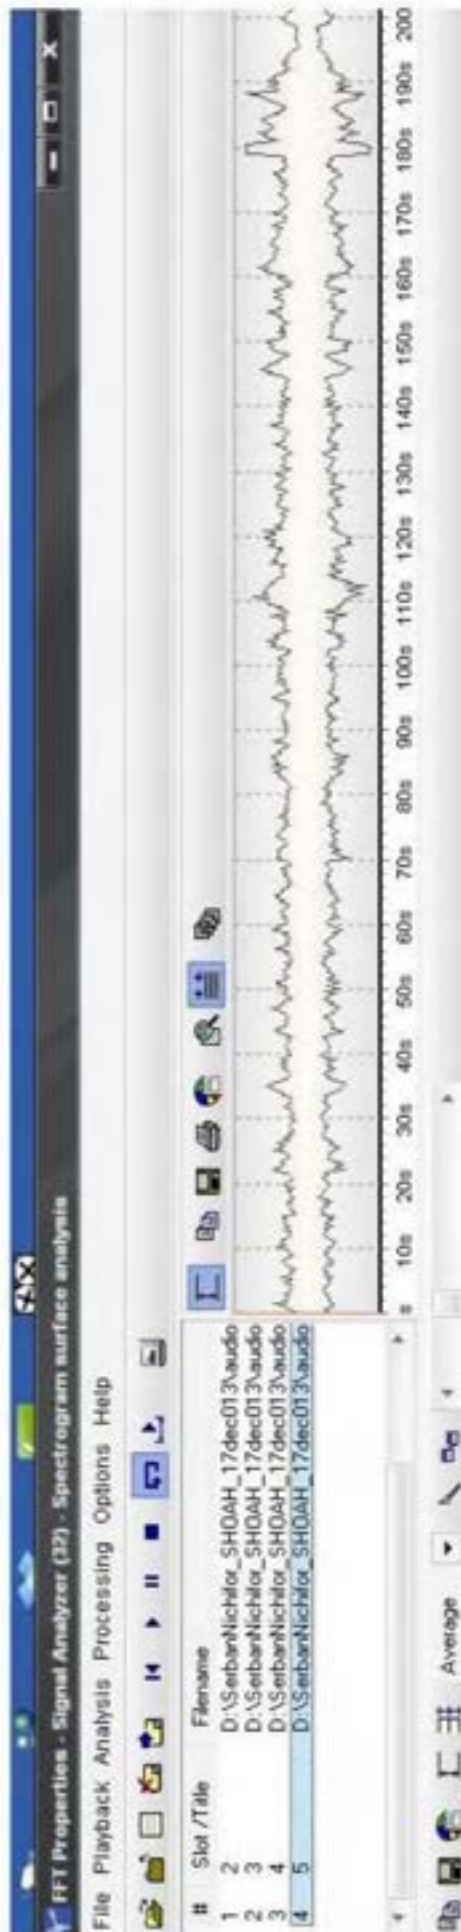 FFT Properties - Signal Analyzer (32) - Spectrogram surface analysis
File Playback Analysis Processing Options Help
# Slot /Title Filename
1 2 D:\SerbanNichifor_SHOAH_17dec013\audio
2 3 D:\SerbanNichifor_SHOAH_17dec013\audio
3 4 D:\SerbanNichifor_SHOAH_17dec013\audio
4 5 D:\SerbanNichifor_SHOAH_17dec013\audio
10s 20s 30s 40s 50s 60s 70s 80s 90s 100s 110s 120s 130s 140s 150s 160s 170s 180s 190s 200
Average